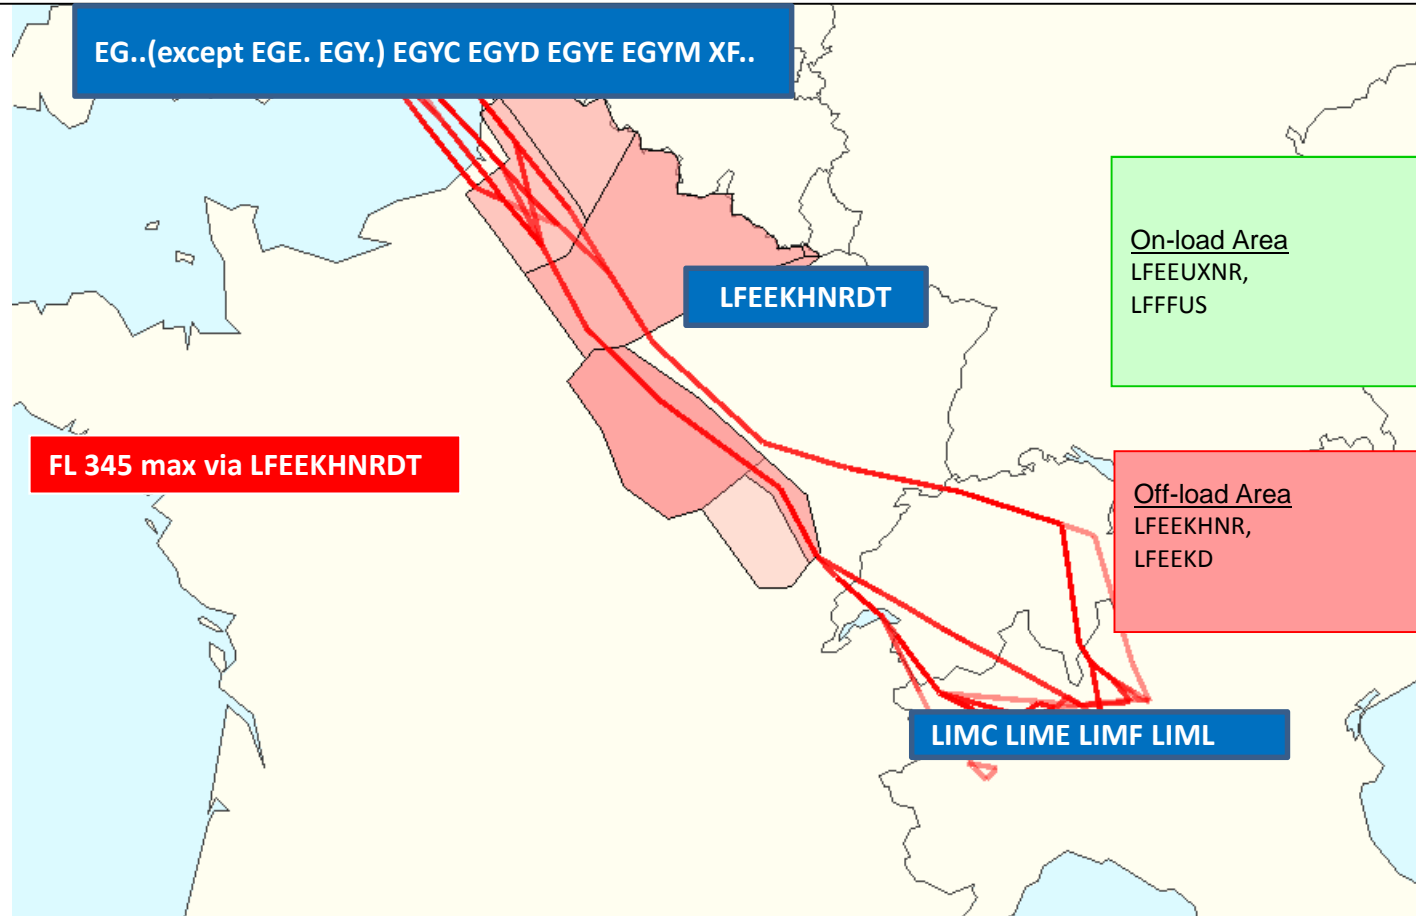 EG..(except EGE. EGY.) EGYC EGYD EGYE EGYM XF..
On-load Area
LFEEUXNR,
LFFFUS
LFEEKHNRDT
FL 345 max via LFEEKHNRDT
Off-load Area
LFEEKHNR,
LFEEKD
LIMC LIME LIMF LIML